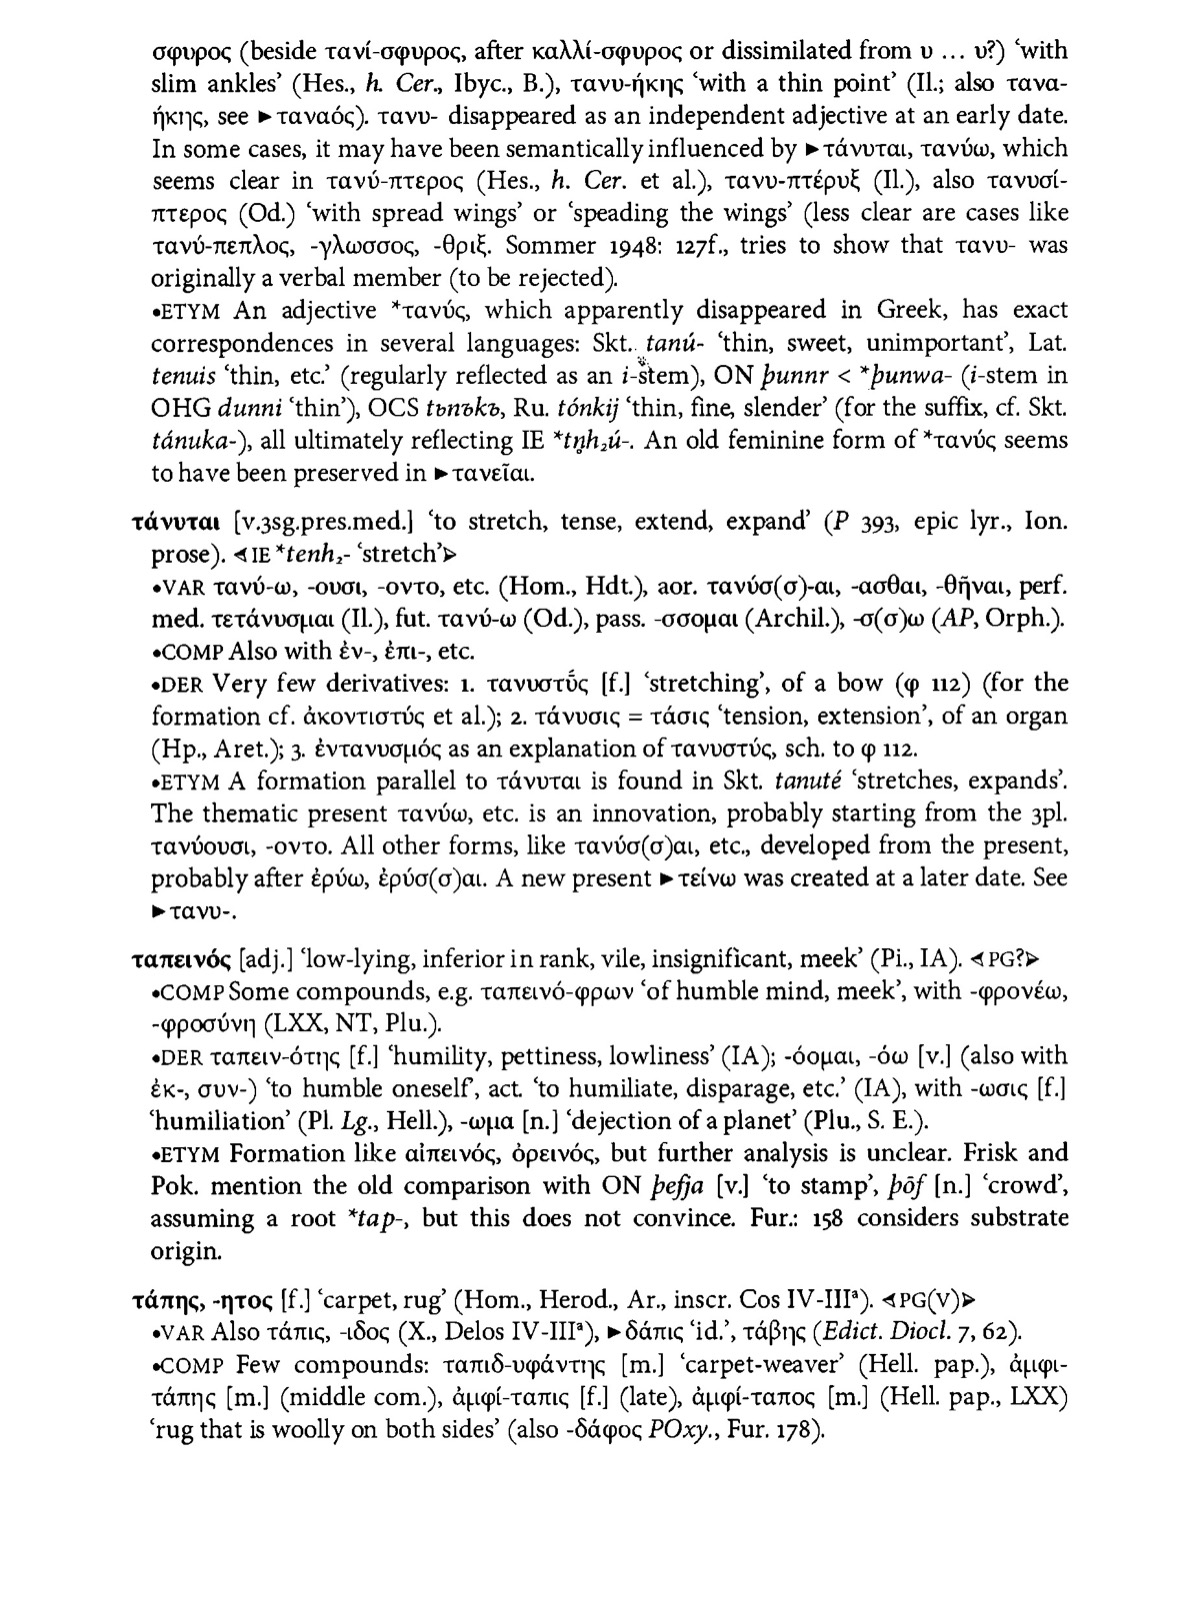 σφυρος (beside τανί-σφυρος, after καλλί-σφυρος or dissimilated from υ ... υ?) ‘with
slim ankles’ (Hes., h. Cer., Ibyc., B.), τανυ-ήκης ‘with a thin point’ (Il.; also τανα-
ήκης, see ►ταναός). τανυ- disappeared as an independent adjective at an early date.
In some cases, it may have been semantically influenced by ►τάνυται, τανύω, which
seems clear in τανύ-πτερος (Hes., h. Cer. et al.), τανυ-πτέρυξ (Il.), also τανυσί-
πτερος (Od.) ‘with spread wings’ or ‘speading the wings’ (less clear are cases like
τανύ-πεπλος, -γλωσσος, -θριξ. Sommer 1948: 127f., tries to show that τανυ- was
originally a verbal member (to be rejected).
•ETYM An adjective *τανύς, which apparently disappeared in Greek, has exact
correspondences in several languages: Skt. tanú- ‘thin, sweet, unimportant’, Lat.
tenuis ‘thin, etc.’ (regularly reflected as an i-stem), ON þunnr < *þunwa- (i-stem in
OHG dunni ‘thin’), OCS tьnъkъ, Ru. tónkij ‘thin, fine, slender’ (for the suffix, cf. Skt.
tánuka-), all ultimately reflecting IE *tn̥h₂ú-. An old feminine form of *τανύς seems
to have been preserved in ►τανεῖαι.
τάνυται [v.3sg.pres.med.] ‘to stretch, tense, extend, expand’ (P 393, epic lyr., Ion.
prose). ⋖IE *tenh₂- ‘stretch’⋗
•VAR τανύ-ω, -ουσι, -οντο, etc. (Hom., Hdt.), aor. τανύσ(σ)-αι, -ασθαι, -θῆναι, perf.
med. τετάνυσμαι (Il.), fut. τανύ-ω (Od.), pass. -σσομαι (Archil.), -σ(σ)ω (AP, Orph.).
•COMP Also with ἐν-, ἐπι-, etc.
•DER Very few derivatives: 1. τανυστῡ́ς [f.] ‘stretching’, of a bow (φ 112) (for the
formation cf. ἀκοντιστύς et al.); 2. τάνυσις = τάσις ‘tension, extension’, of an organ
(Hp., Aret.); 3. ἐντανυσμός as an explanation of τανυστύς, sch. to φ 112.
•ETYM A formation parallel to τάνυται is found in Skt. tanuté ‘stretches, expands’.
The thematic present τανύω, etc. is an innovation, probably starting from the 3pl.
τανύουσι, -οντο. All other forms, like τανύσ(σ)αι, etc., developed from the present,
probably after ἐρύω, ἐρύσ(σ)αι. A new present ►τείνω was created at a later date. See
►τανυ-.
ταπεινός [adj.] ‘low-lying, inferior in rank, vile, insignificant, meek’ (Pi., IA). ⋖PG?⋗
•COMP Some compounds, e.g. ταπεινό-φρων ‘of humble mind, meek’, with -φρονέω,
-φροσύνη (LXX, NT, Plu.).
•DER ταπειν-ότης [f.] ‘humility, pettiness, lowliness’ (IA); -όομαι, -όω [v.] (also with
ἐκ-, συν-) ‘to humble oneself’, act. ‘to humiliate, disparage, etc.’ (IA), with -ωσις [f.]
‘humiliation’ (Pl. Lg., Hell.), -ωμα [n.] ‘dejection of a planet’ (Plu., S. E.).
•ETYM Formation like αἰπεινός, ὀρεινός, but further analysis is unclear. Frisk and
Pok. mention the old comparison with ON þefja [v.] ‘to stamp’, þōf [n.] ‘crowd’,
assuming a root *tap-, but this does not convince. Fur.: 158 considers substrate
origin.
τάπης, -ητος [f.] ‘carpet, rug’ (Hom., Herod., Ar., inscr. Cos IV-IIIᵃ). ⋖PG(V)⋗
•VAR Also τάπις, -ιδος (X., Delos IV-IIIᵃ), ►δάπις ‘id.’, τάβης (Edict. Diocl. 7, 62).
•COMP Few compounds: ταπιδ-υφάντης [m.] ‘carpet-weaver’ (Hell. pap.), ἀμφι-
τάπης [m.] (middle com.), ἀμφί-ταπις [f.] (late), ἀμφί-ταπος [m.] (Hell. pap., LXX)
‘rug that is woolly on both sides’ (also -δάφος POxy., Fur. 178).